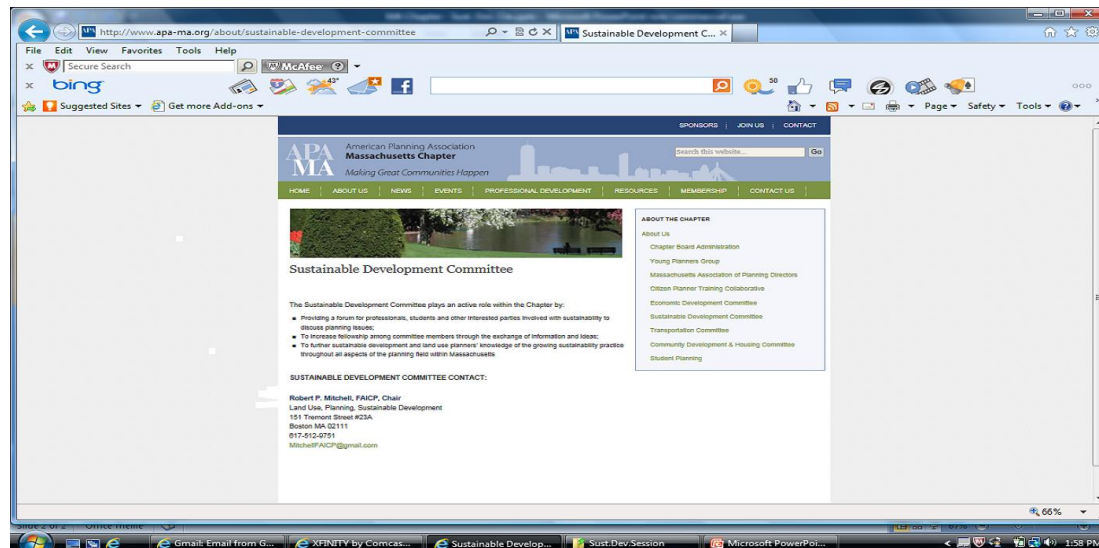 http://www.apa-ma.org/about/sustainable-development-committee
Sustainable Development C...
File Edit View Favorites Tools Help
Secure Search
McAfee
bing
43°
50
Suggested Sites
Get more Add-ons
Page Safety Tools
SPONSORS | JOIN US | CONTACT
APA
MA
American Planning Association
Massachusetts Chapter
Making Great Communities Happen
Search this website...
Go
HOME | ABOUT US | NEWS | EVENTS | PROFESSIONAL DEVELOPMENT | RESOURCES | MEMBERSHIP | CONTACT US
Sustainable Development Committee
The Sustainable Development Committee plays an active role within the Chapter by:
Providing a forum for professionals, students and other interested parties involved with sustainability to
discuss planning issues;
To increase fellowship among committee members through the exchange of information and ideas;
To further sustainable development and land use planners' knowledge of the growing sustainability practice
throughout all aspects of the planning field within Massachusetts
SUSTAINABLE DEVELOPMENT COMMITTEE CONTACT:
Robert P. Mitchell, FAICP, Chair
Land Use, Planning, Sustainable Development
151 Tremont Street #23A
Boston MA 02111
617-512-9751
MitchellFAICP@gmail.com
ABOUT THE CHAPTER
About Us
Chapter Board Administration
Young Planners Group
Massachusetts Association of Planning Directors
Citizen Planner Training Collaborative
Economic Development Committee
Sustainable Development Committee
Transportation Committee
Community Development & Housing Committee
Student Planning
66%
Slide 2 of 2 Office Theme
Gmail: Email from G...
XFINITY by Comcas...
Sustainable Develop...
Sust.Dev.Session
Microsoft PowerPoi...
1:58 PM